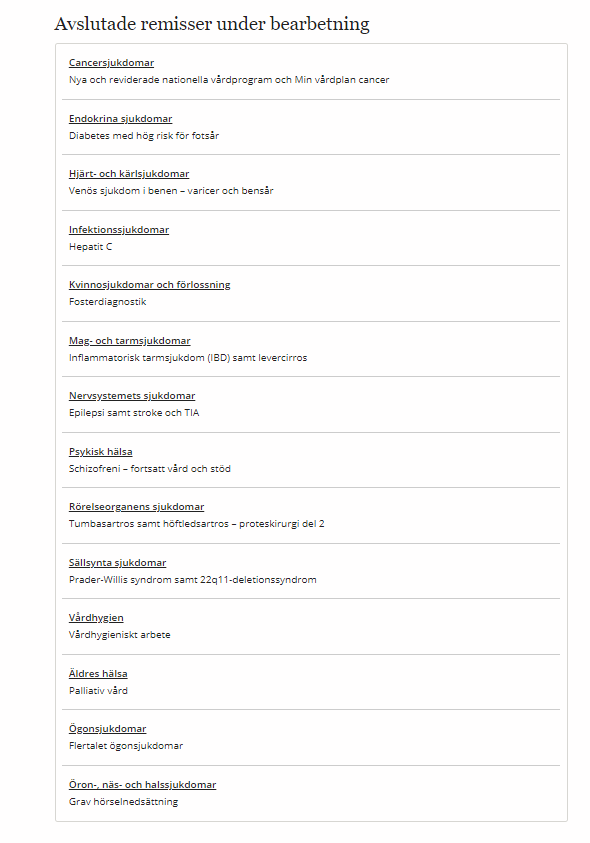 Avslutade remisser under bearbetning
Cancersjukdomar
Nya och reviderade nationella vårdprogram och Min vårdplan cancer
Endokrina sjukdomar
Diabetes med hög risk för fotsår
Hjärt- och kärlsjukdomar
Venös sjukdom i benen – varicer och bensår
Infektionssjukdomar
Hepatit C
Kvinnosjukdomar och förlossning
Fosterdiagnostik
Mag- och tarmsjukdomar
Inflammatorisk tarmsjukdom (IBD) samt levercirros
Nervsystemets sjukdomar
Epilepsi samt stroke och TIA
Psykisk hälsa
Schizofreni – fortsatt vård och stöd
Rörelseorganens sjukdomar
Tumbasartros samt höftledsartros – proteskirurgi del 2
Sällsynta sjukdomar
Prader-Willis syndrom samt 22q11-deletionssyndrom
Vårdhygien
Vårdhygieniskt arbete
Äldres hälsa
Palliativ vård
Ögonsjukdomar
Flertalet ögonsjukdomar
Öron-, näs- och halssjukdomar
Grav hörselnedsättning